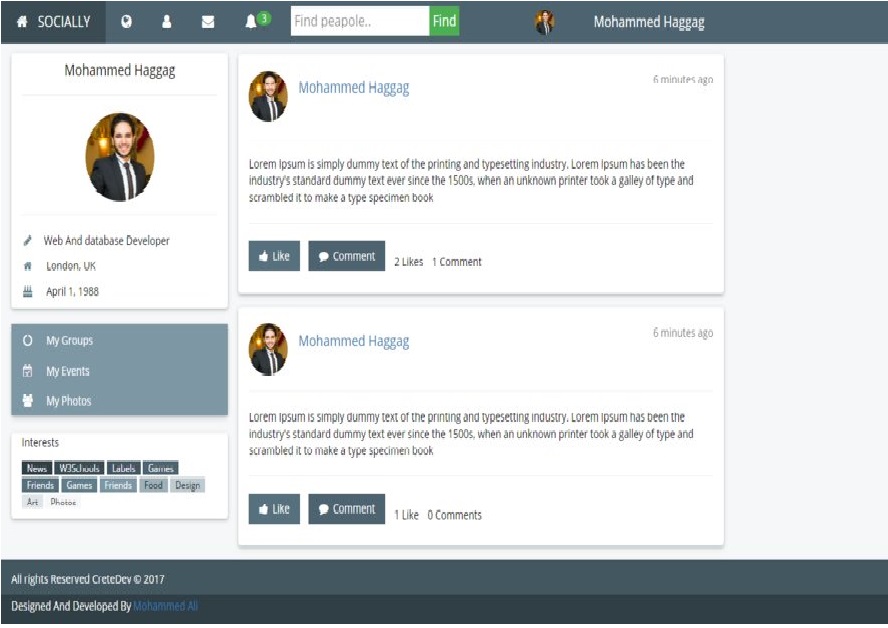 SOCIALLY
3
Find peapole..
Find
Mohammed Haggag
Mohammed Haggag
Web And database Developer
London, UK
April 1, 1988
My Groups
My Events
My Photos
Interests
News W3Schools Labels Games
Friends Games Friends Food Design
Art Photos
Mohammed Haggag
6 minutes ago
Lorem Ipsum is simply dummy text of the printing and typesetting industry. Lorem Ipsum has been the
industry's standard dummy text ever since the 1500s, when an unknown printer took a galley of type and
scrambled it to make a type specimen book
Like
Comment
2 Likes 1 Comment
Mohammed Haggag
6 minutes ago
Lorem Ipsum is simply dummy text of the printing and typesetting industry. Lorem Ipsum has been the
industry's standard dummy text ever since the 1500s, when an unknown printer took a galley of type and
scrambled it to make a type specimen book
Like
Comment
1 Like 0 Comments
All rights Reserved CreteDev © 2017
Designed And Developed By Mohammed Ali